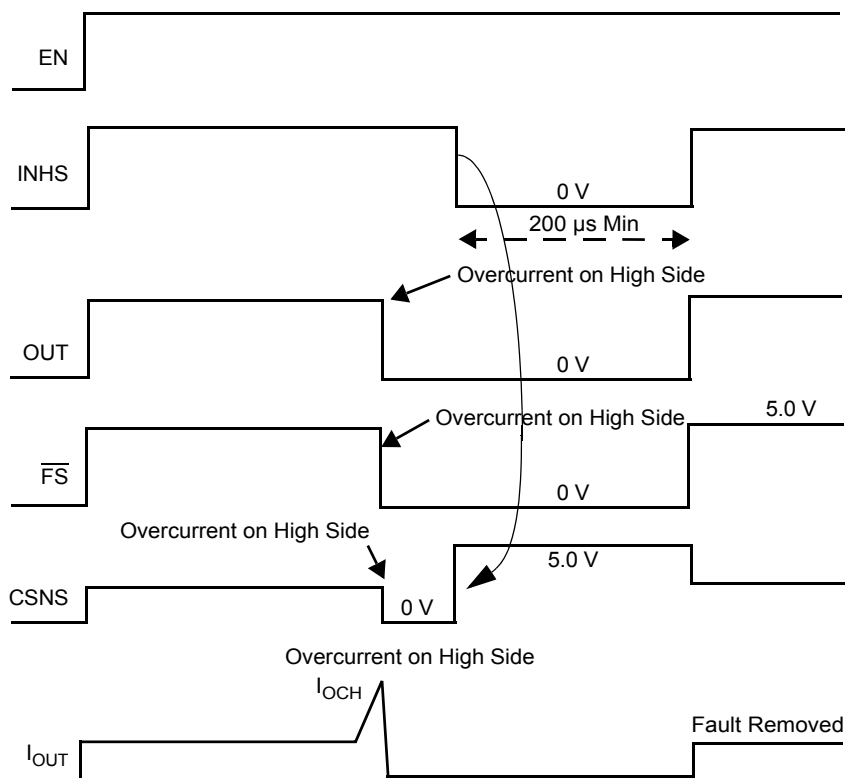 EN
INHS
0 V
200 µs Min
Overcurrent on High Side
OUT
0 V
Overcurrent on High Side
5.0 V
FS
0 V
Overcurrent on High Side
5.0 V
CSNS
0 V
Overcurrent on High Side
IOCH
Fault Removed
IOUT